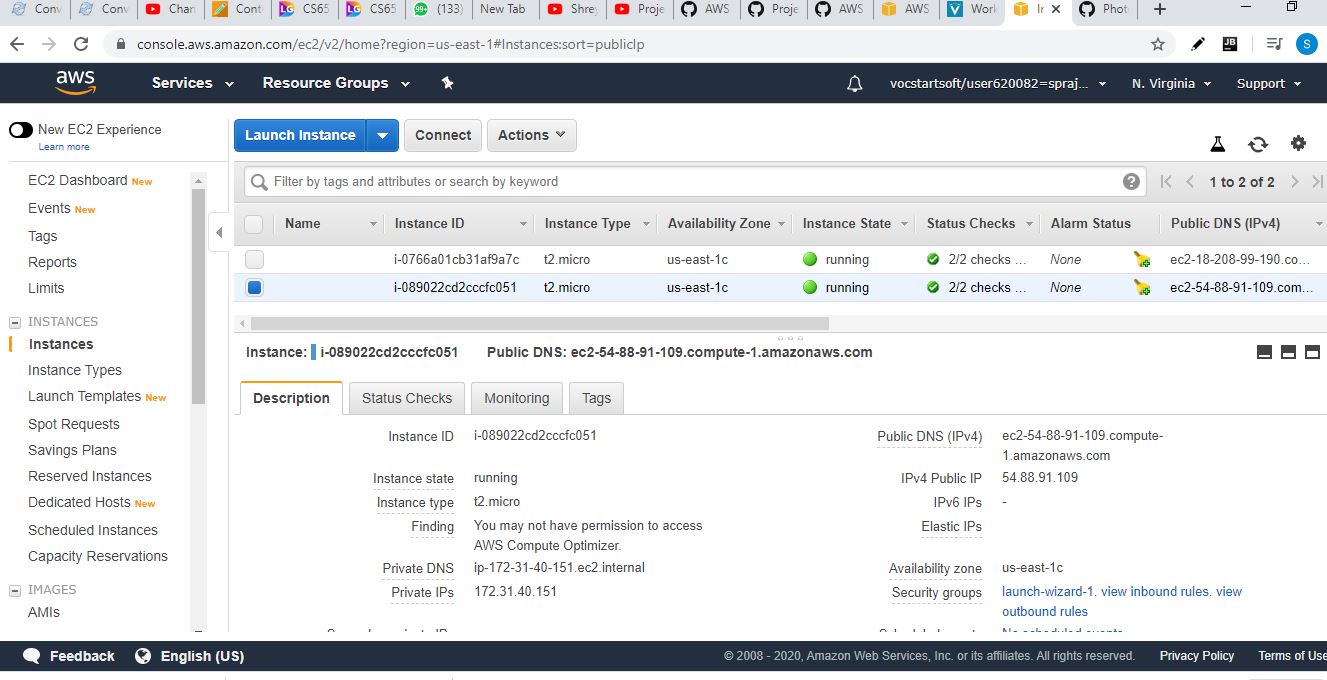 Conv Conv Chan Cont CS65 CS65 (133) New Tab Shrey Proje AWS Proje AWS AWS Work In Phot
console.aws.amazon.com/ec2/v2/home?region=us-east-1#Instances:sort=publicIp
aws Services Resource Groups vocstartsoft/user620082=spraj... N. Virginia Support
New EC2 Experience
Learn more
Launch Instance Connect Actions
EC2 Dashboard New
Events New
Tags
Reports
Limits
INSTANCES
Instances
Instance Types
Launch Templates New
Spot Requests
Savings Plans
Reserved Instances
Dedicated Hosts New
Scheduled Instances
Capacity Reservations
IMAGES
AMIs
Filter by tags and attributes or search by keyword 1 to 2 of 2
Name Instance ID Instance Type Availability Zone Instance State Status Checks Alarm Status Public DNS (IPv4)
i-0766a01cb31af9a7c t2.micro us-east-1c running 2/2 checks ... None ec2-18-208-99-190.co...
i-089022cd2cccfc051 t2.micro us-east-1c running 2/2 checks ... None ec2-54-88-91-109.com...
Instance: i-089022cd2cccfc051 Public DNS: ec2-54-88-91-109.compute-1.amazonaws.com
Description Status Checks Monitoring Tags
Instance ID i-089022cd2cccfc051
Instance state running
Instance type t2.micro
Finding You may not have permission to access
AWS Compute Optimizer.
Private DNS ip-172-31-40-151.ec2.internal
Private IPs 172.31.40.151
Public DNS (IPv4) ec2-54-88-91-109.compute-
1.amazonaws.com
IPv4 Public IP 54.88.91.109
IPv6 IPs -
Elastic IPs
Availability zone us-east-1c
Security groups launch-wizard-1. view inbound rules. view
outbound rules
No scheduled events
Feedback English (US) © 2008 - 2020, Amazon Web Services, Inc. or its affiliates. All rights reserved. Privacy Policy Terms of Use